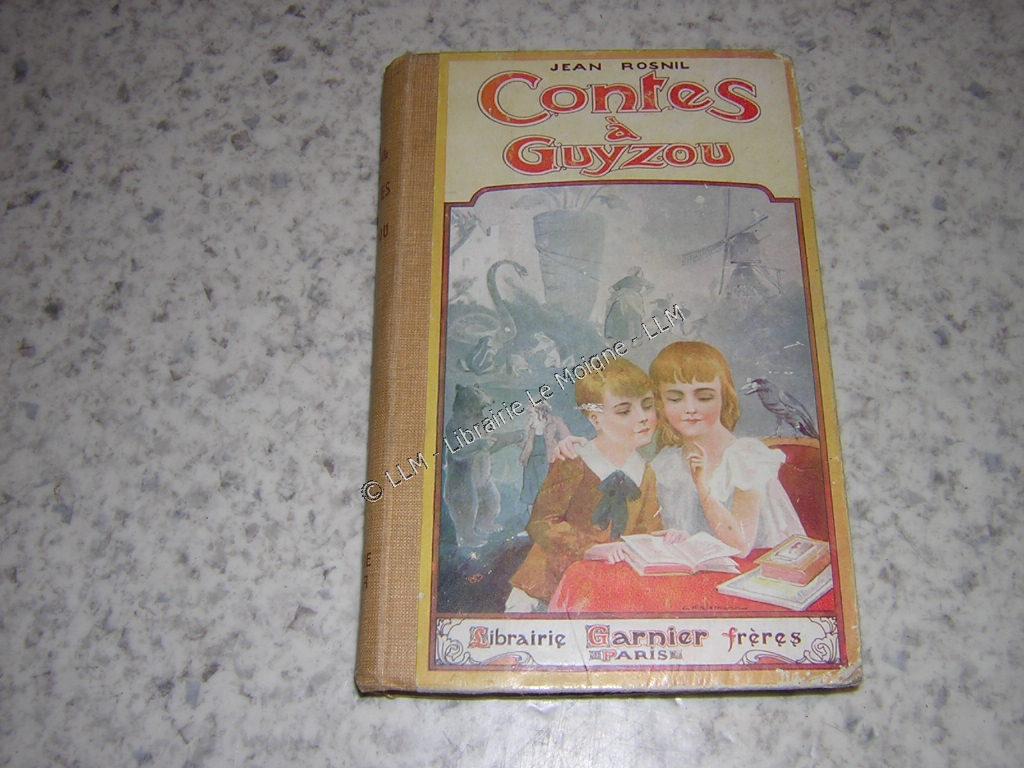 JEAN ROSNIL
Contes
à
Guyzou
© LLM - Librairie Le Moigne - LLM
Librairie Garnier frères
PARIS